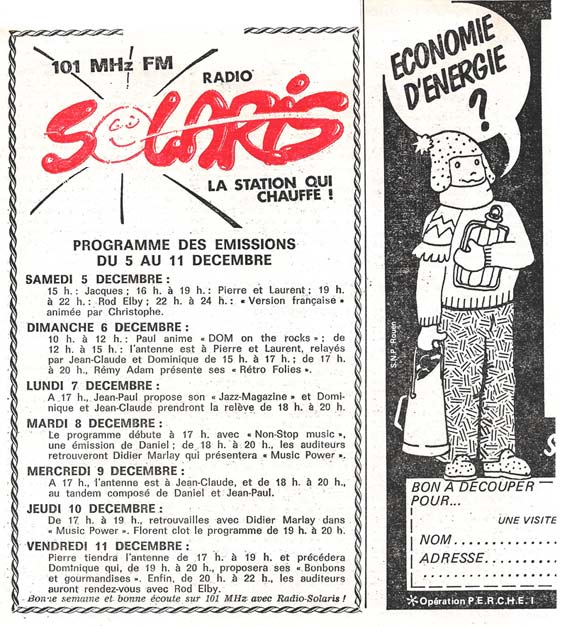 101 MHz FM
RADIO
SOLARIS
LA STATION QUI
CHAUFFE !
PROGRAMME DES EMISSIONS
DU 5 AU 11 DECEMBRE
SAMEDI 5 DECEMBRE :
15 h. : Jacques ; 16 h. à 19 h. : Pierre et Laurent ; 19 h.
à 22 h. : Rod Elby ; 22 h. à 24 h. : « Version française »
animée par Christophe.
DIMANCHE 6 DECEMBRE :
10 h. à 12 h. : Paul anime « DOM on the rocks » ; de
12 h. à 15 h. : l'antenne est à Pierre et Laurent, relayés
par Jean-Claude et Dominique de 15 h. à 17 h. ; de 17 h.
à 20 h., Rémy Adam présente ses « Rétro Folies ».
LUNDI 7 DECEMBRE :
A 17 h., Jean-Paul propose son « Jazz-Magazine » et Domi-
nique et Jean-Claude prendront la relève de 18 h. à 20 h.
MARDI 8 DECEMBRE :
Le programme débute à 17 h. avec « Non-Stop music »,
une émission de Daniel ; de 18 h. à 20 h., les auditeurs
retrouveront Didier Marlay qui présentera « Music Power ».
MERCREDI 9 DECEMBRE :
A 17 h., l'antenne est à Jean-Claude, et de 18 h. à 20 h.,
au tandem composé de Daniel et Jean-Paul.
JEUDI 10 DECEMBRE :
De 17 h. à 19 h., retrouvailles avec Didier Marlay dans
« Music Power ». Florent clot le programme de 19 h. à 20 h.
VENDREDI 11 DECEMBRE :
Pierre tiendra l'antenne de 17 h. à 19 h. et précédera
Dominique qui, de 19 h. à 20 h., proposera ses « Bonbons
et gourmandises ». Enfin, de 20 h. à 22 h., les auditeurs
auront rendez-vous avec Rod Elby.
Bonne semaine et bonne écoute sur 101 MHz avec Radio-Solaris !
ECONOMIE
D'ENERGIE
?
S.N.P. - Rouen
S
BON A DECOUPER
POUR...
UNE VISITE
NOM..........
ADRESSE..........
* Opération P.E.R.C.H.E. I